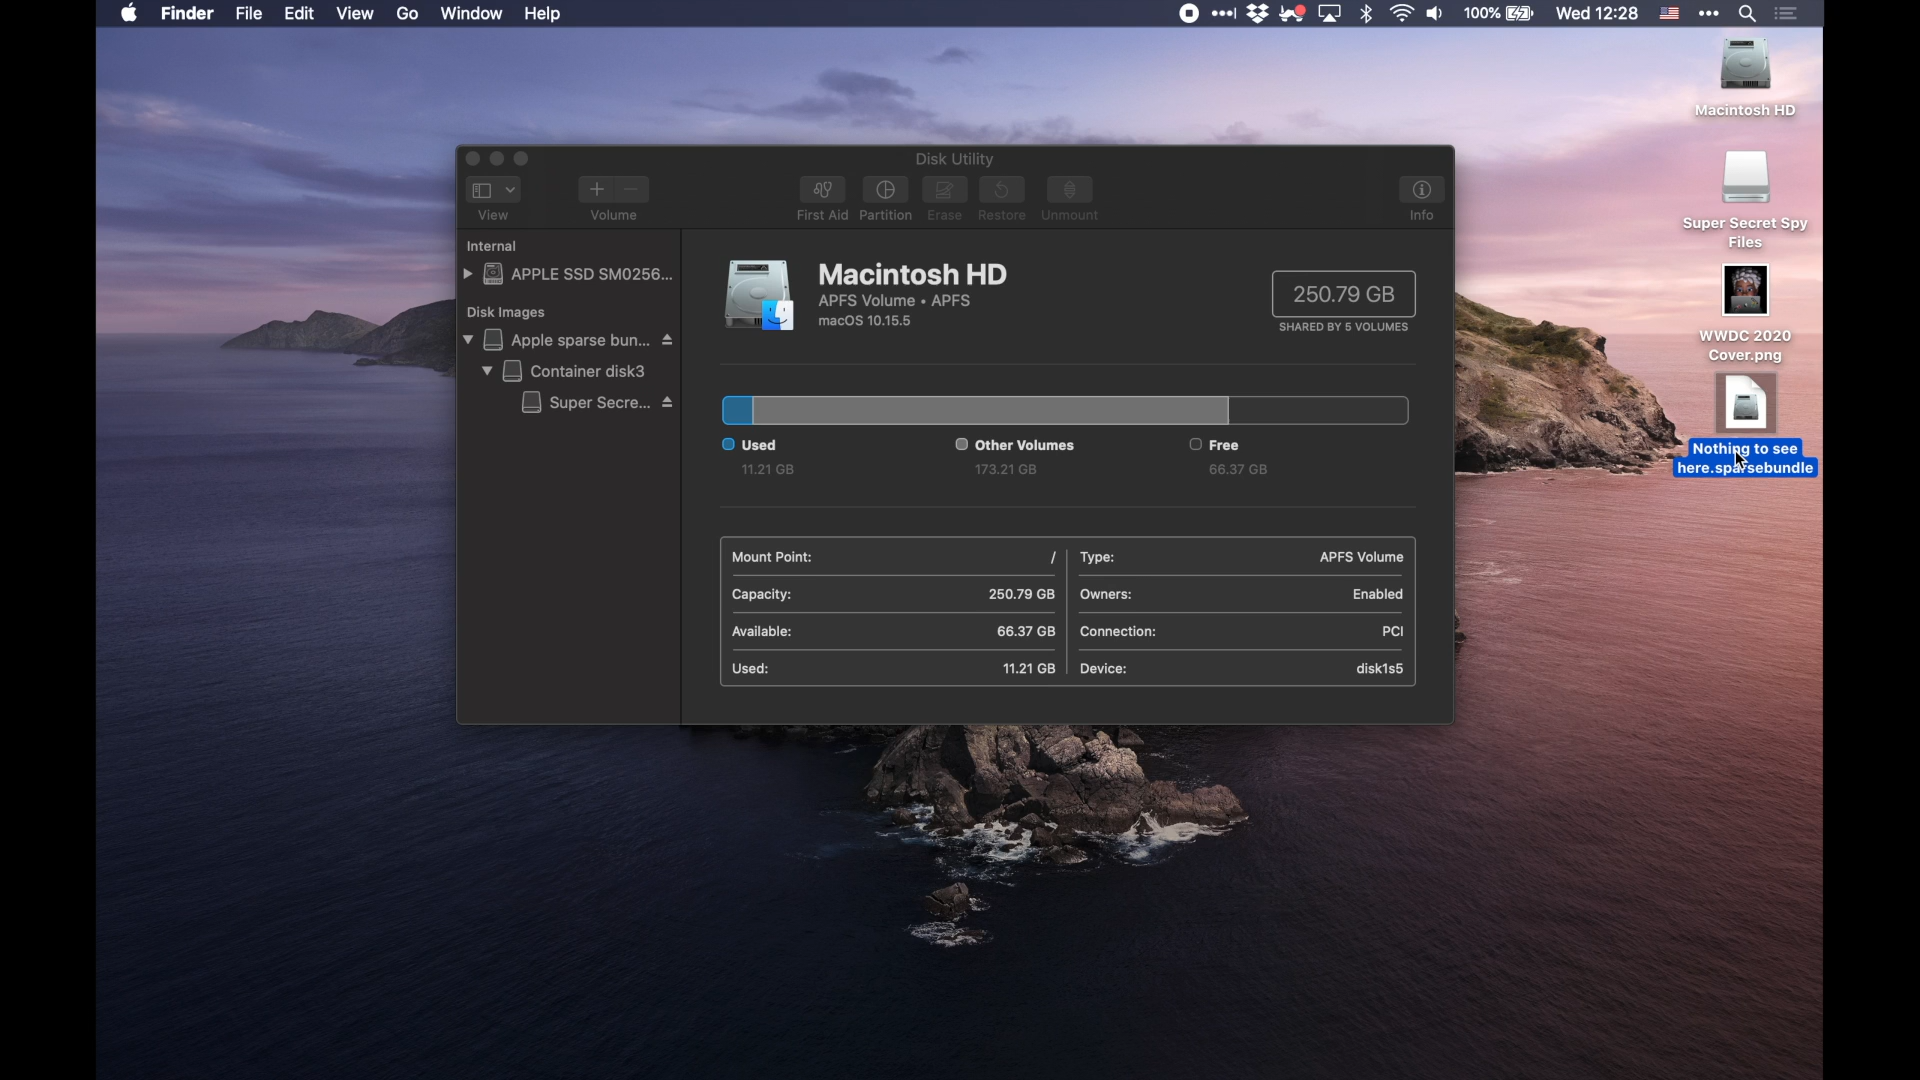 Finder File Edit View Go Window Help 100% Wed 12:28
Macintosh HD
Super Secret Spy
Files
WWDC 2020
Cover.png
Nothing to see
here.sparsebundle
Disk Utility
View Volume First Aid Partition Erase Restore Unmount Info
Internal
APPLE SSD SM0256...
Disk Images
Apple sparse bun...
Container disk3
Super Secre...
Macintosh HD
APFS Volume • APFS
macOS 10.15.5
250.79 GB
SHARED BY 5 VOLUMES
Used Other Volumes Free
11.21 GB 173.21 GB 66.37 GB
Mount Point: / Type: APFS Volume
Capacity: 250.79 GB Owners: Enabled
Available: 66.37 GB Connection: PCI
Used: 11.21 GB Device: disk1s5